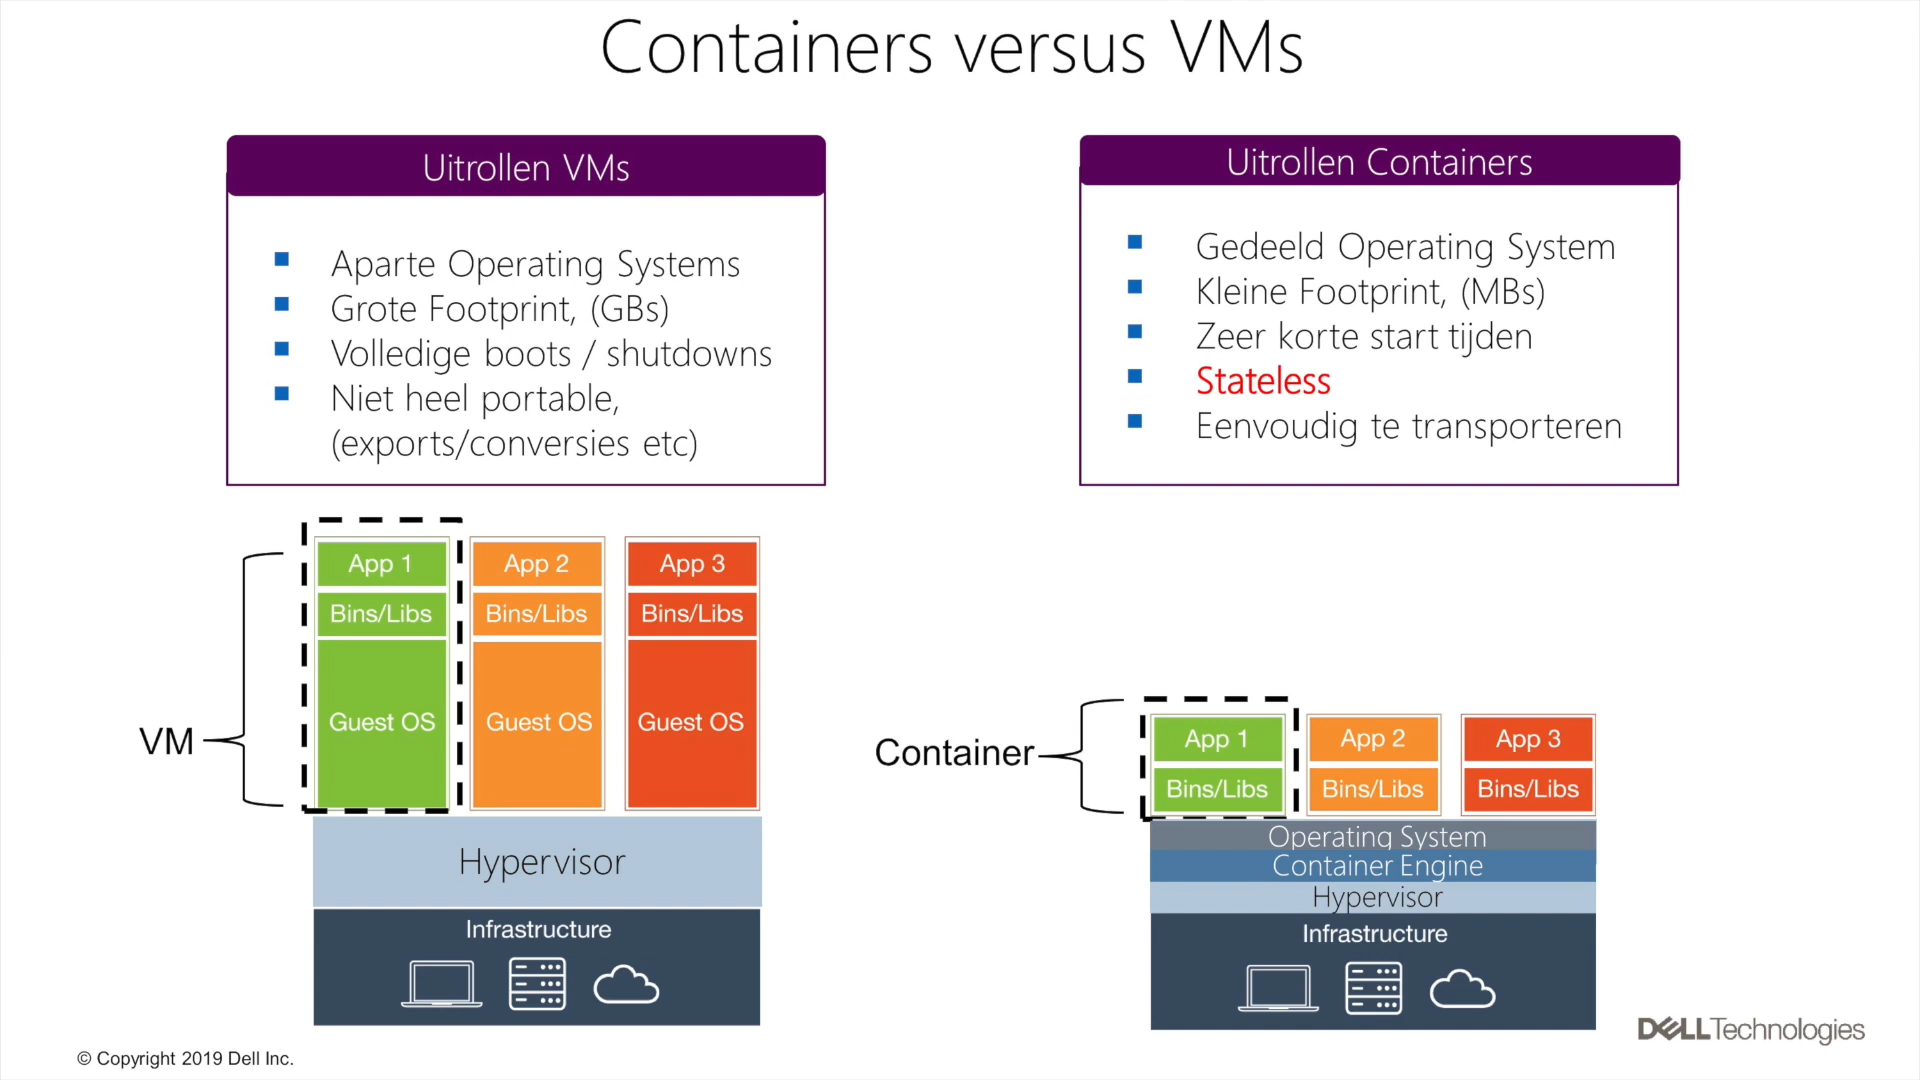 Containers versus VMs
Uitrollen VMs
Aparte Operating Systems
Grote Footprint, (GBs)
Volledige boots / shutdowns
Niet heel portable,
(exports/conversies etc)
Uitrollen Containers
Gedeeld Operating System
Kleine Footprint, (MBs)
Zeer korte start tijden
Stateless
Eenvoudig te transporteren
VM
App 1
App 2
App 3
Bins/Libs
Bins/Libs
Bins/Libs
Guest OS
Guest OS
Guest OS
Hypervisor
Infrastructure
Container
App 1
App 2
App 3
Bins/Libs
Bins/Libs
Bins/Libs
Operating System
Container Engine
Hypervisor
Infrastructure
DELLTechnologies
© Copyright 2019 Dell Inc.